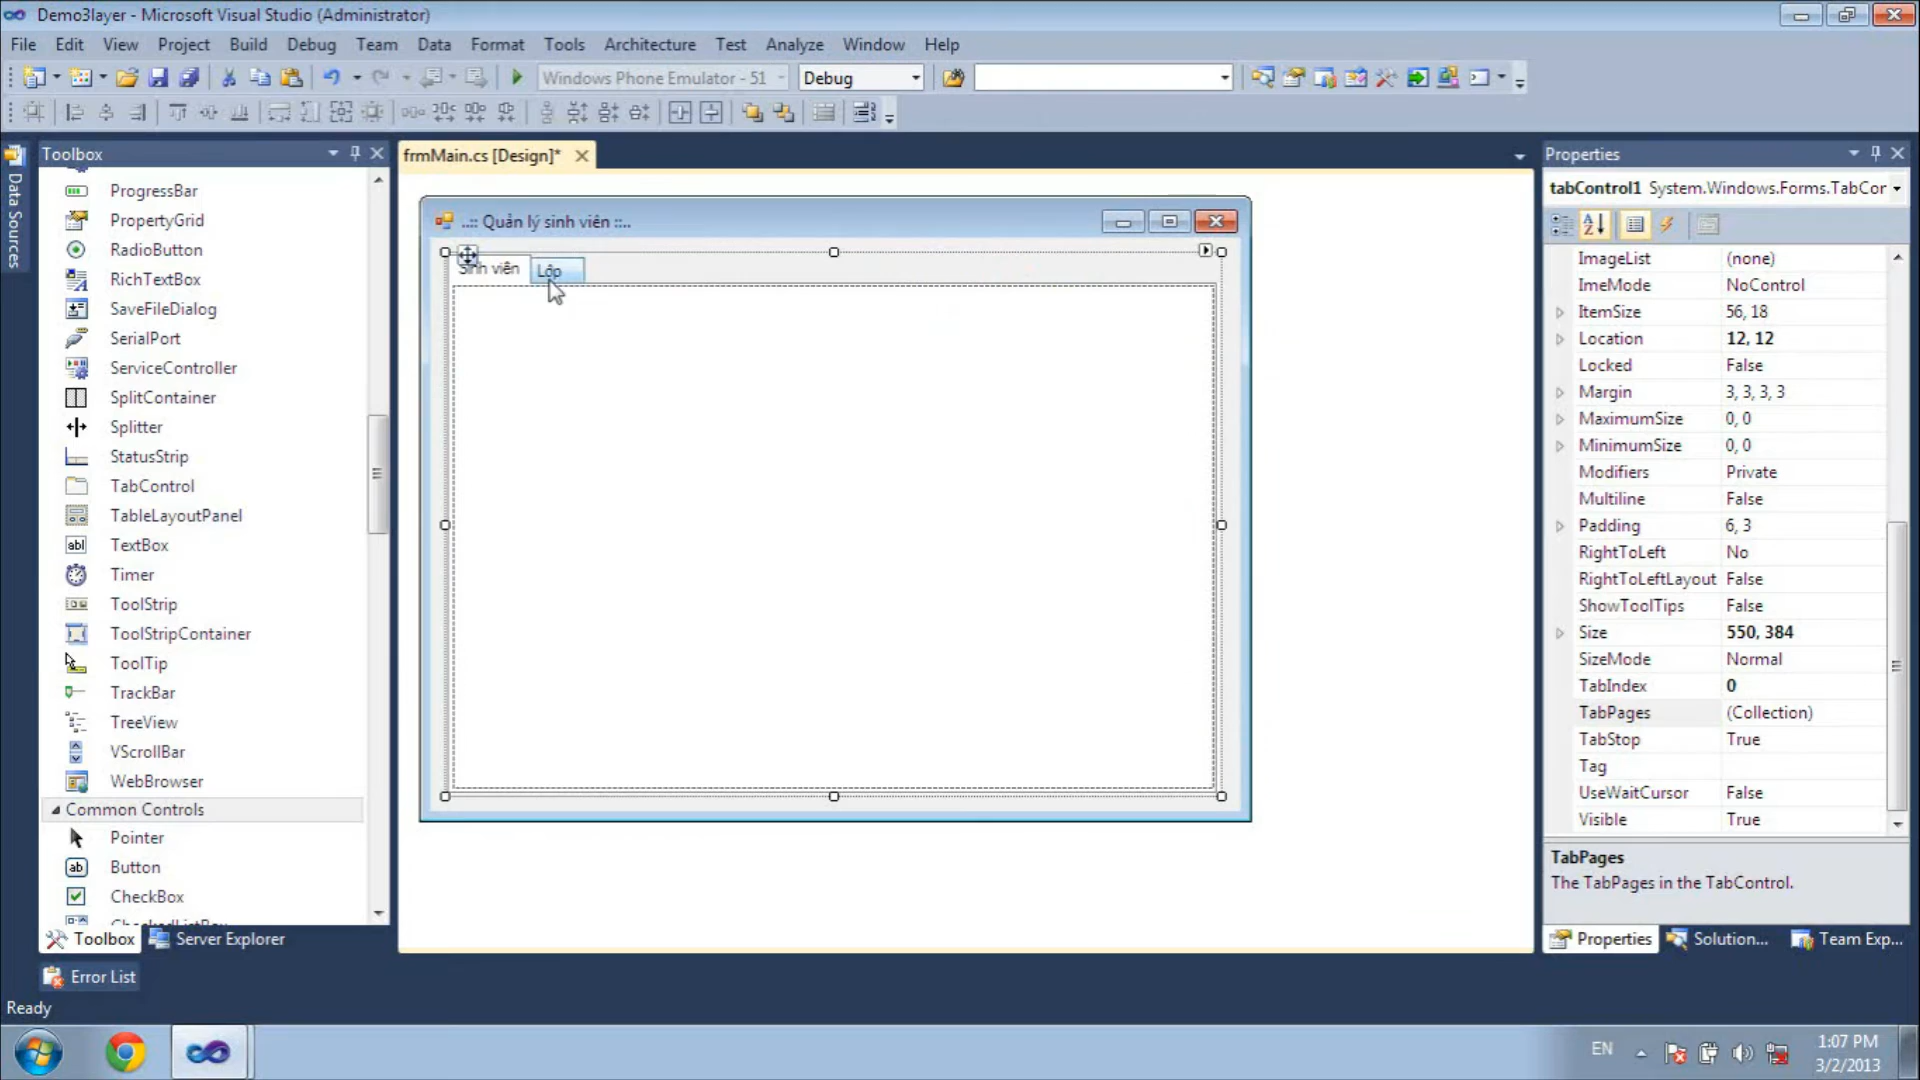 Demo3layer - Microsoft Visual Studio (Administrator)
File Edit View Project Build Debug Team Data Format Tools Architecture Test Analyze Window Help
Windows Phone Emulator - 51 Debug
Data Sources
Toolbox
ProgressBar
PropertyGrid
RadioButton
RichTextBox
SaveFileDialog
SerialPort
ServiceController
SplitContainer
Splitter
StatusStrip
TabControl
TableLayoutPanel
TextBox
Timer
ToolStrip
ToolStripContainer
ToolTip
TrackBar
TreeView
VScrollBar
WebBrowser
Common Controls
Pointer
Button
CheckBox
Toolbox Server Explorer
Error List
Ready
frmMain.cs [Design]*
..:: Quản lý sinh viên ::..
Sinh viên Lớp
Properties
tabControl1 System.Windows.Forms.TabCor
ImageList (none)
ImeMode NoControl
ItemSize 56, 18
Location 12, 12
Locked False
Margin 3, 3, 3, 3
MaximumSize 0, 0
MinimumSize 0, 0
Modifiers Private
Multiline False
Padding 6, 3
RightToLeft No
RightToLeftLayout False
ShowToolTips False
Size 550, 384
SizeMode Normal
TabIndex 0
TabPages (Collection)
TabStop True
Tag
UseWaitCursor False
Visible True
TabPages
The TabPages in the TabControl.
Properties Solution... Team Exp...
EN
1:07 PM
3/2/2013